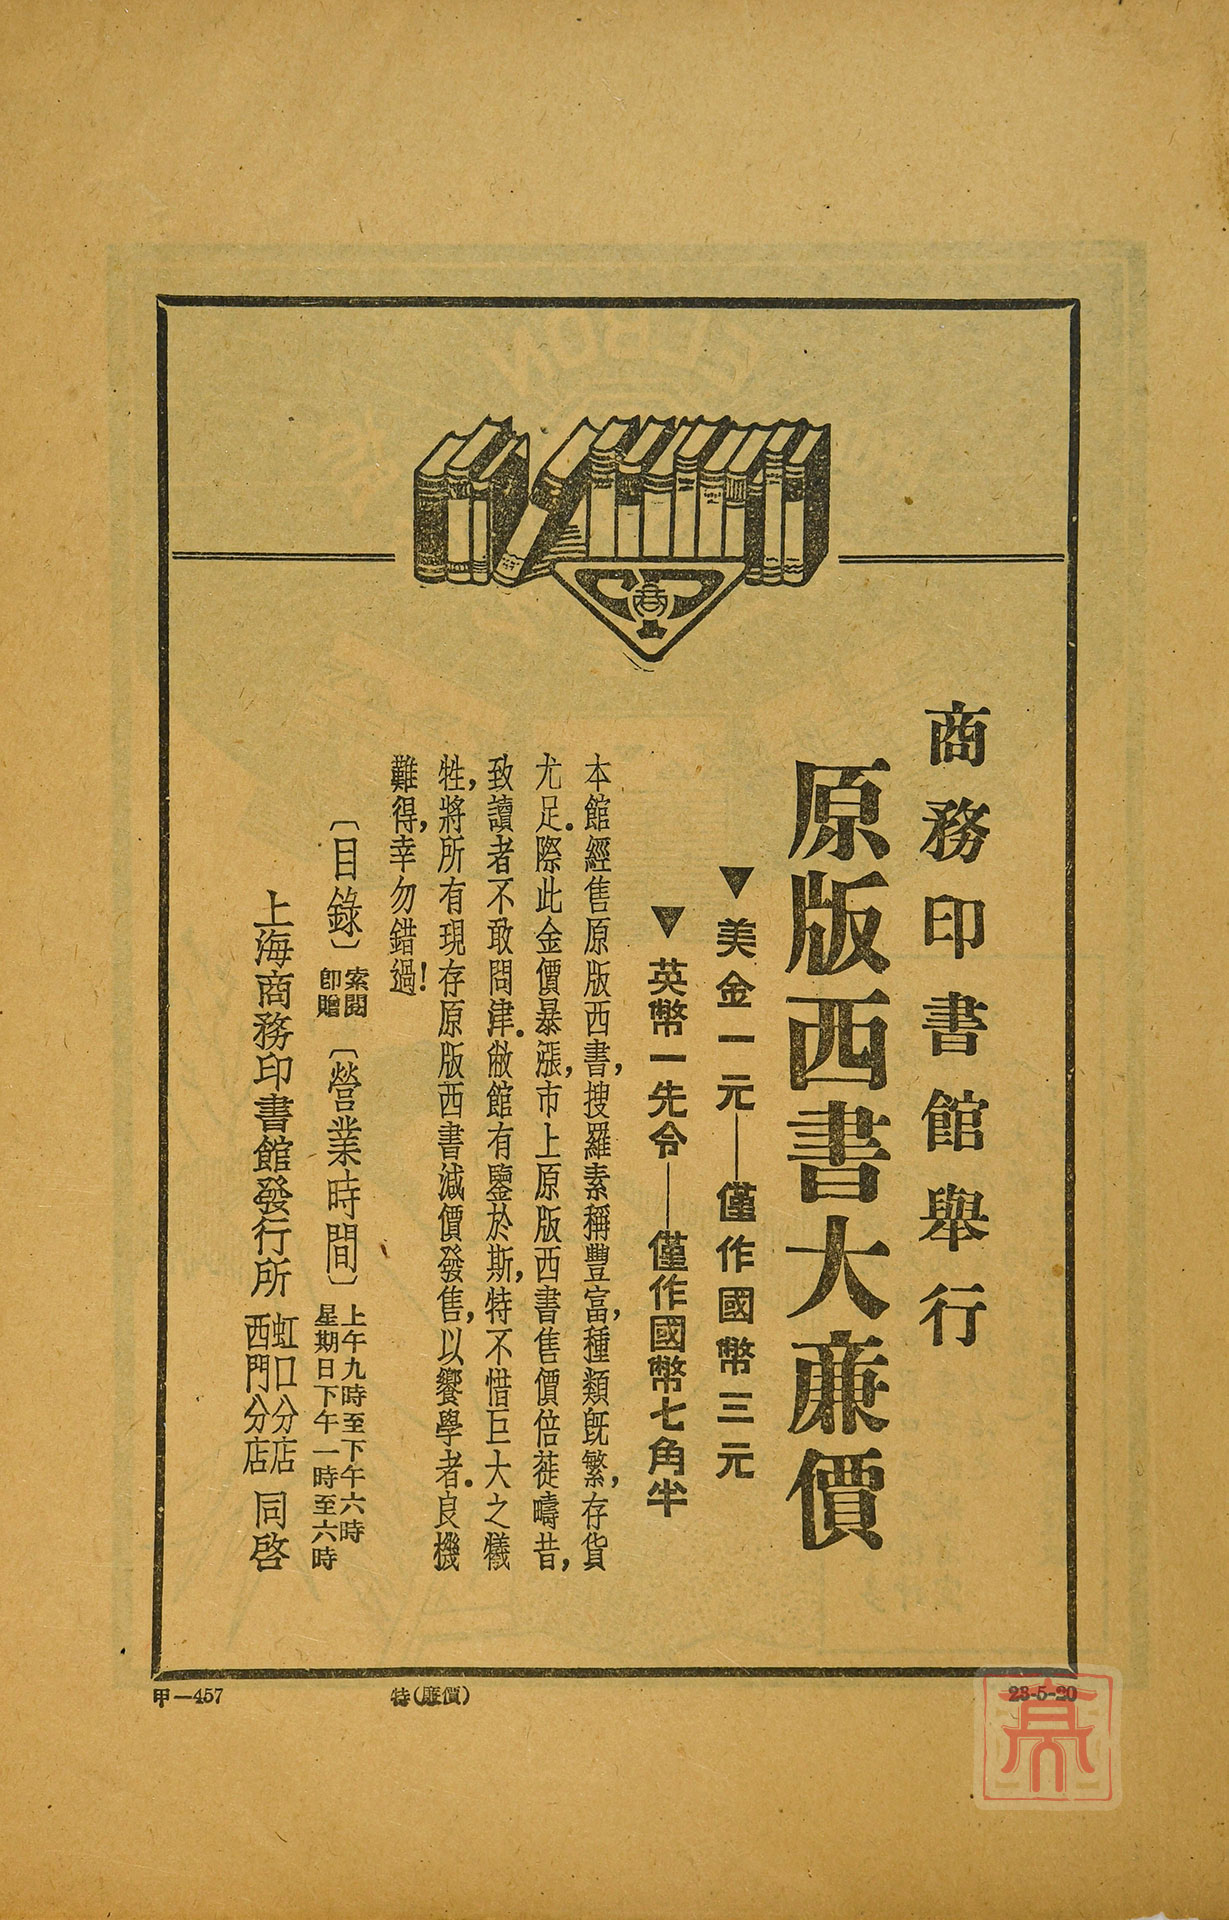 商務印書館舉行
原版西書大廉價
▼美金一元——僅作國幣三元
▼英幣一先令——僅作國幣七角半
本館經售原版西書，搜羅素稱豐富，種類旣繁，存貨
尤足．際此金價暴漲，市上原版西書售價倍蓰疇昔，
致讀者不敢問津．敝館有鑒於斯，特不惜巨大之犧
牲，將所有現存原版西書減價發售，以饗學者．良機
難得，幸勿錯過！
〔目錄〕索閱卽贈 〔營業時間〕上午九時至下午六時 星期日下午一時至六時
上海商務印書館發行所 虹口分店 西門分店 同啓
甲—457
特(廉價)
23-5-20
商